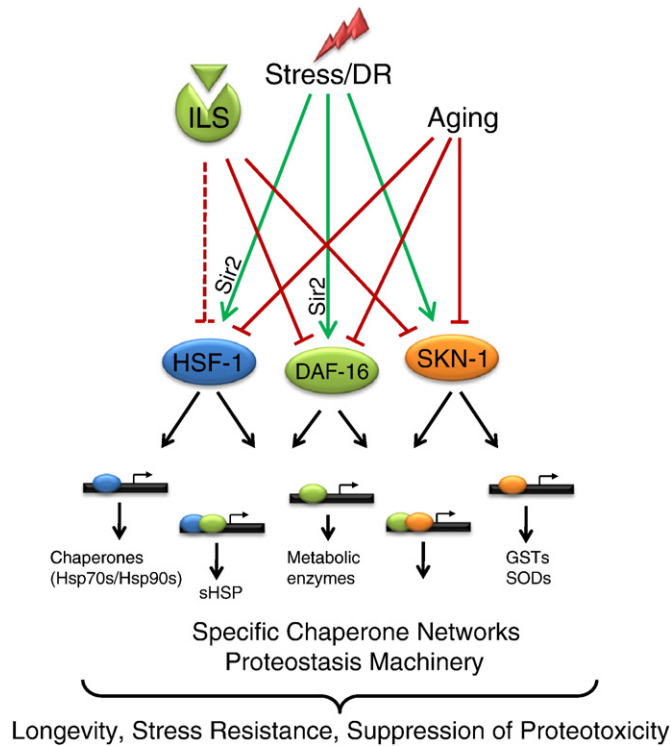 Stress/DR
ILS
Aging
Sir2
Sir2
HSF-1
DAF-16
SKN-1
Chaperones
(Hsp70s/Hsp90s)
sHSP
Metabolic
enzymes
GSTs
SODs
Specific Chaperone Networks
Proteostasis Machinery
Longevity, Stress Resistance, Suppression of Proteotoxicity